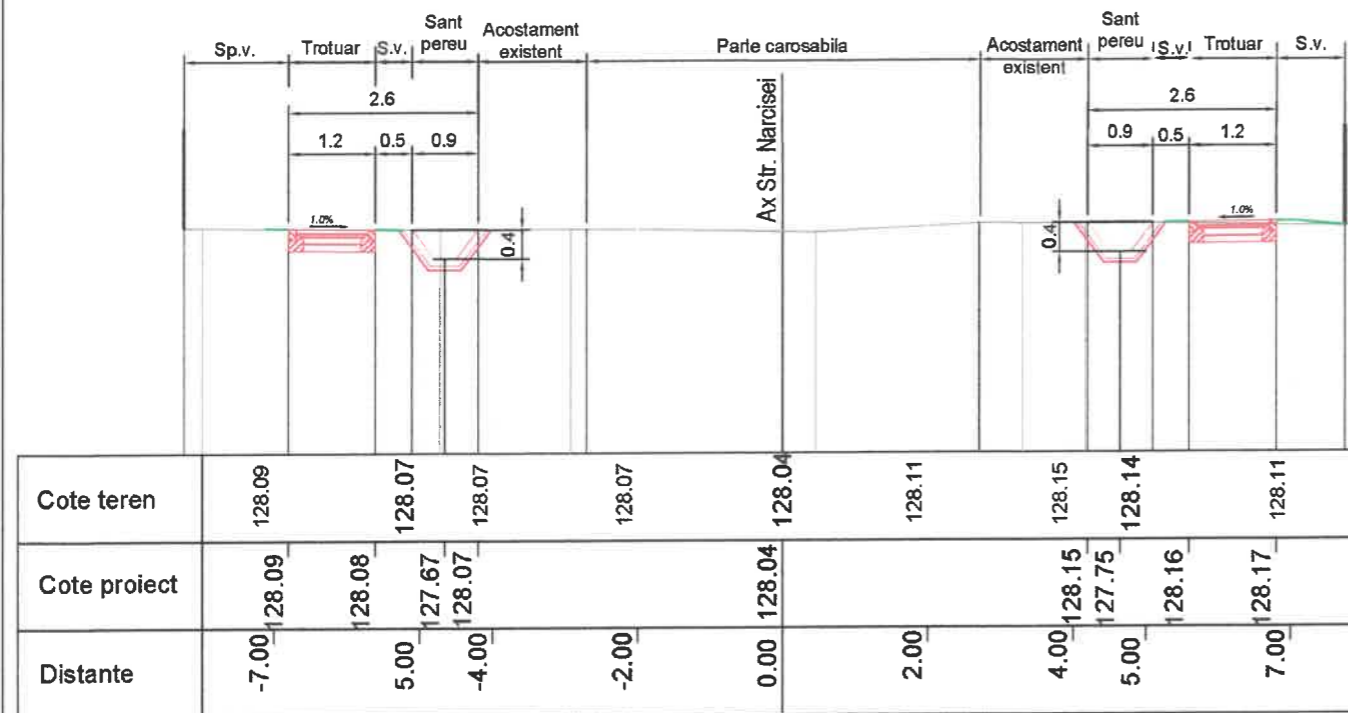 Sp.v.
Trotuar
S.v.
Sant
pereu
Acostament
existent
Parte carosabila
Acostament
existent
Sant
pereu
S.v.
Trotuar
S.v.
2.6
2.6
1.2
0.5
0.9
0.9
0.5
1.2
Ax Str. Narcisei
1.0%
0.4
0.4
1.0%
Cote teren
128.09
128.07
128.07
128.07
128.04
128.11
128.15
128.14
128.11
Cote proiect
128.09
128.08
127.67
128.07
128.04
128.15
127.75
128.16
128.17
Distante
-7.00
5.00
-4.00
-2.00
0.00
2.00
4.00
5.00
7.00